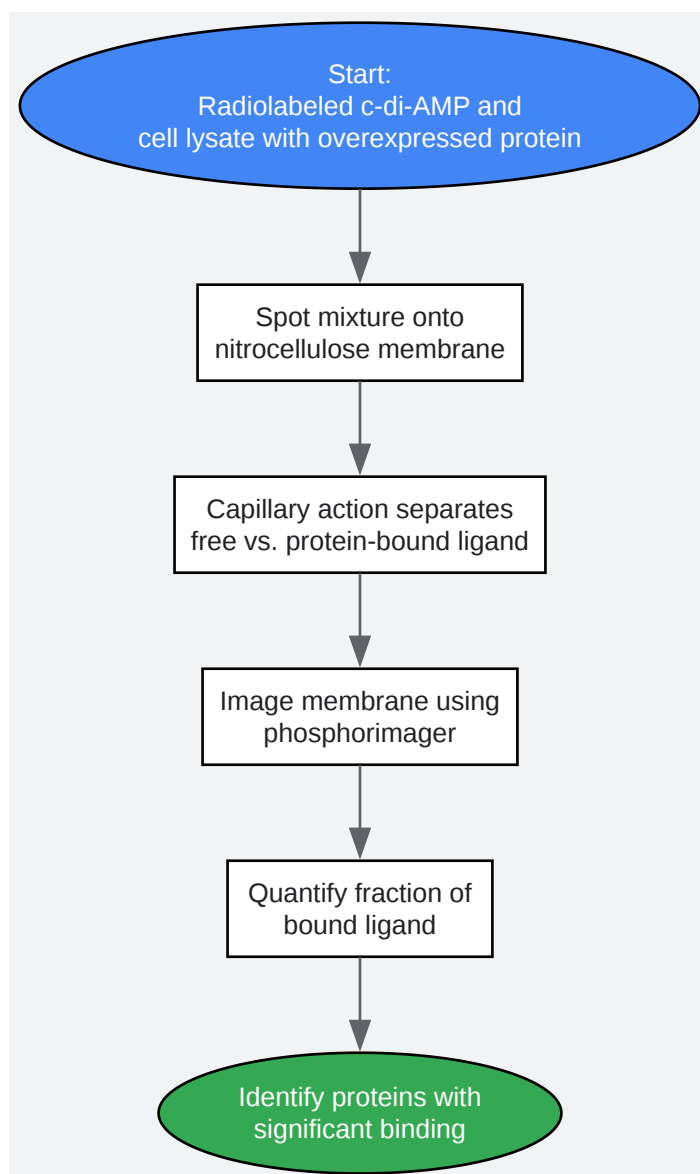 Start:
Radiolabeled c-di-AMP and
cell lysate with overexpressed protein
Spot mixture onto
nitrocellulose membrane
Capillary action separates
free vs. protein-bound ligand
Image membrane using
phosphorimager
Quantify fraction of
bound ligand
Identify proteins with
significant binding